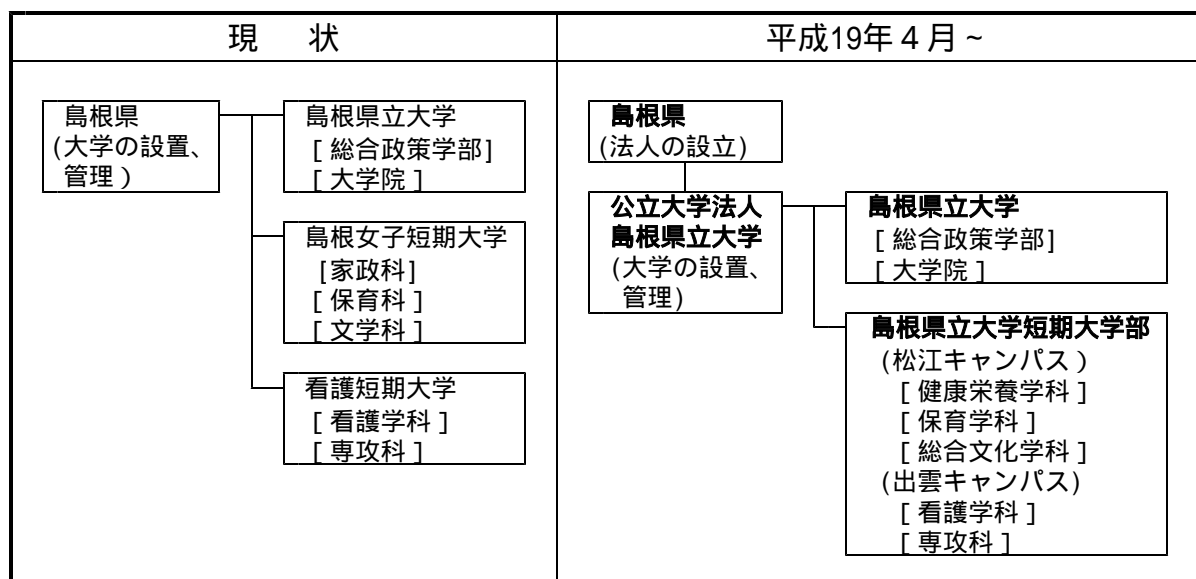 現　状
平成19年４月~
島根県
(大学の設置、
管理）
島根県立大学
［総合政策学部］
［大学院］
島根女子短期大学
［家政科］
［保育科］
［文学科］
看護短期大学
［看護学科］
［専攻科］
島根県
(法人の設立)
公立大学法人
島根県立大学
(大学の設置、
管理)
島根県立大学
［総合政策学部］
［大学院］
島根県立大学短期大学部
(松江キャンパス）
［健康栄養学科］
［保育学科］
［総合文化学科］
(出雲キャンパス)
［看護学科］
［専攻科］